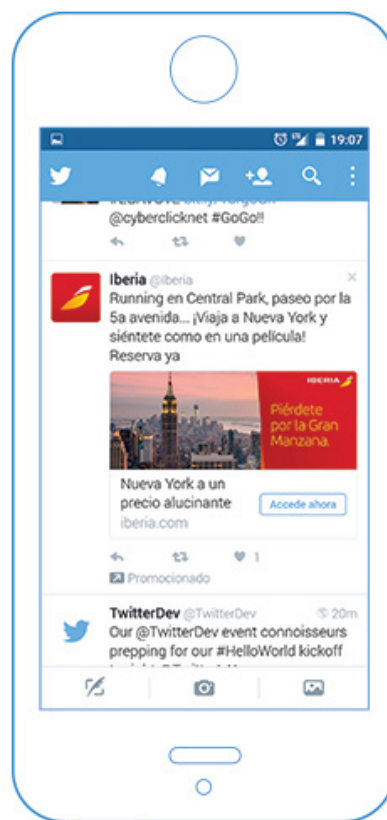 19:07
@cyberclicknet #GoGo!!
Iberia @Iberia
Running en Central Park, paseo por la
5a avenida... ¡Viaja a Nueva York y
siéntete como en una película!
Reserva ya
IBERIA
Piérdete
por la Gran
Manzana.
Nueva York a un
precio alucinante
Accede ahora
iberia.com
1
Promocionado
TwitterDev @TwitterDev 20m
Our @TwitterDev event connoisseurs
prepping for our #HelloWorld kickoff